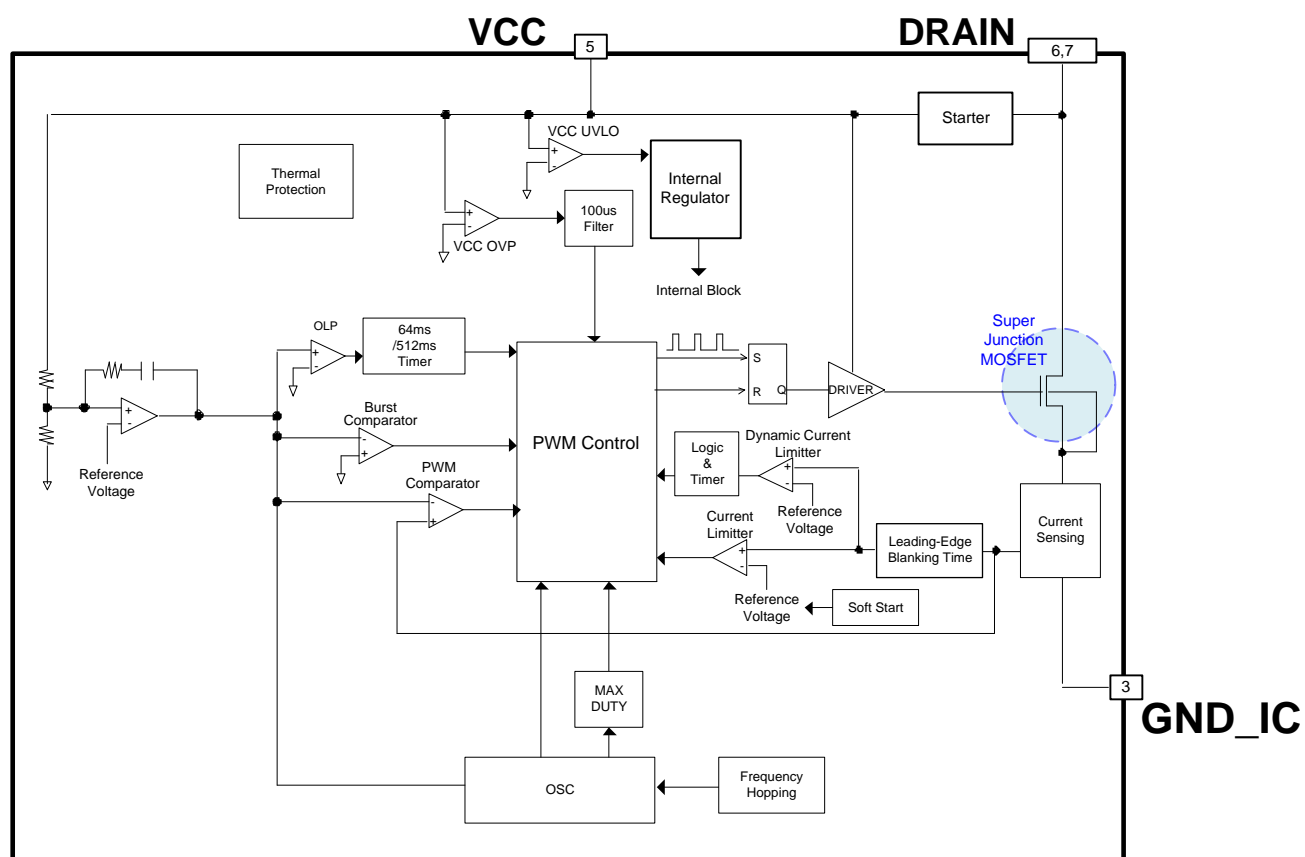 VCC
DRAIN
5
6,7
Starter
VCC UVLO
+
-
Thermal
Protection
Internal
Regulator
100us
Filter
+
-
VCC OVP
Internal Block
Super
Junction
MOSFET
OLP
+
-
64ms
/512ms
Timer
S
R
Q
DRIVER
+
-
Reference
Voltage
Burst
Comparator
-
+
PWM Control
PWM
Comparator
-
+
Logic
&
Timer
Dynamic Current
Limitter
+
-
Reference
Voltage
Current
Limitter
+
-
Leading-Edge
Blanking Time
Current
Sensing
Reference
Voltage
Soft Start
MAX
DUTY
3
GND_IC
OSC
Frequency
Hopping